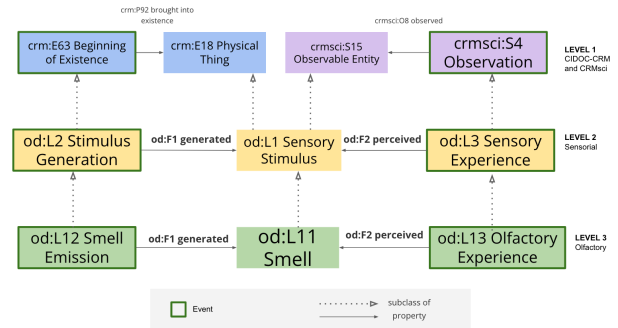 crm:P92 brought into
existence
crmsci:O8 observed
crm:E63 Beginning
of Existence
crm:E18 Physical
Thing
crmsci:S15
Observable Entity
crmsci:S4
Observation
LEVEL 1
CIDOC-CRM
and CRMsci
od:L2 Stimulus
Generation
od:F1 generated
od:L1 Sensory
Stimulus
od:F2 perceived
od:L3 Sensory
Experience
LEVEL 2
Sensorial
od:L12 Smell
Emission
od:F1 generated
od:L11
Smell
od:F2 perceived
od:L13 Olfactory
Experience
LEVEL 3
Olfactory
Event
subclass of
property